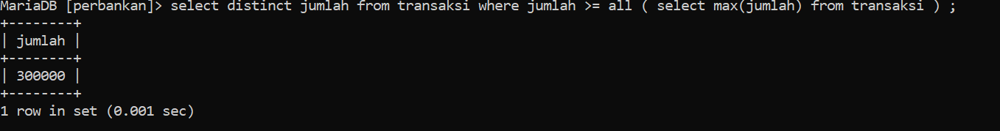 MariaDB [perbankan]> select distinct jumlah from transaksi where jumlah >= all ( select max(jumlah) from transaksi ) ;
+--------+
| jumlah |
+--------+
| 300000 |
+--------+
1 row in set (0.001 sec)